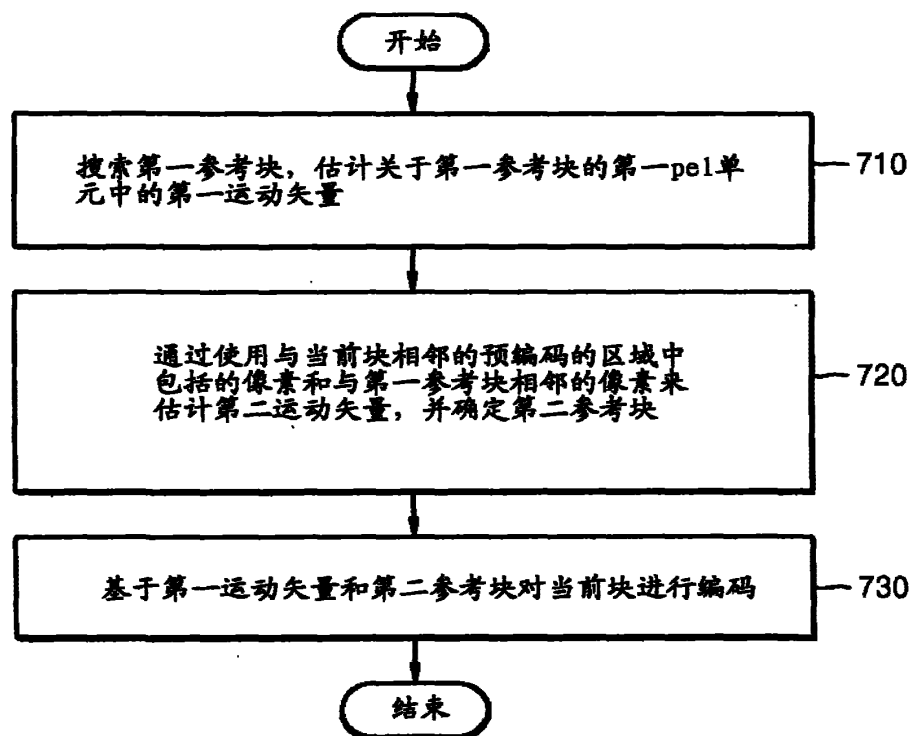 开始
搜索第一参考块，估计关于第一参考块的第一pel单
元中的第一运动矢量
710
通过使用与当前块相邻的预编码的区域中
包括的像素和与第一参考块相邻的像素来
估计第二运动矢量，并确定第二参考块
720
基于第一运动矢量和第二参考块对当前块进行编码
730
结束